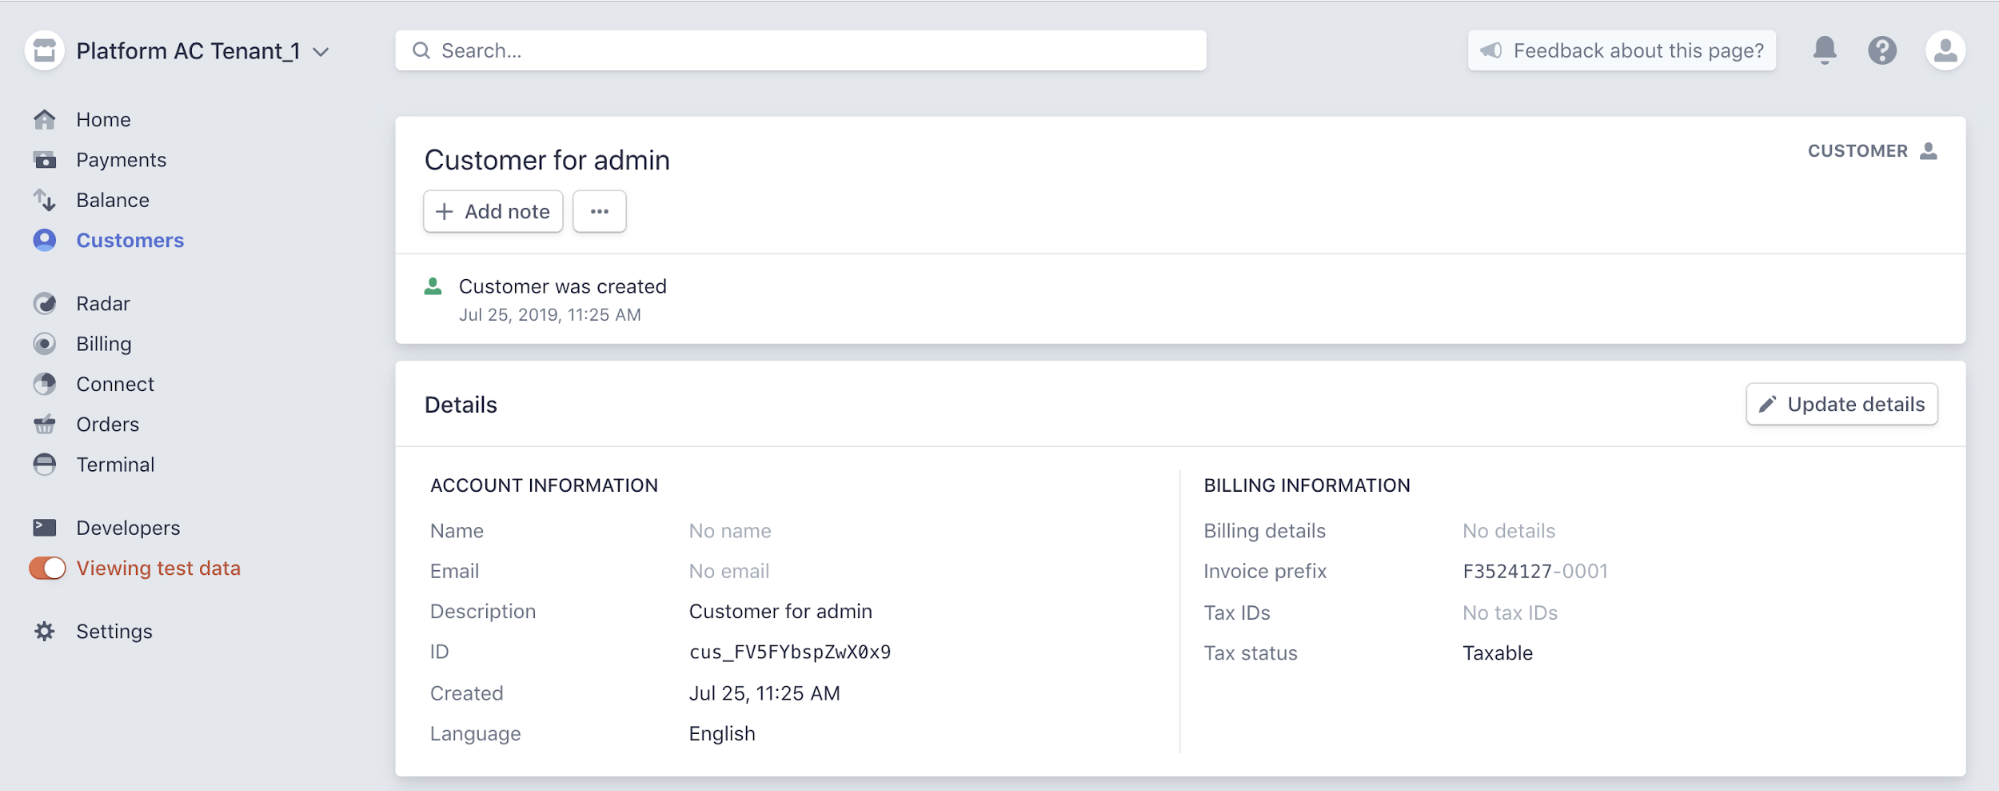 Platform AC Tenant_1
Search...
Feedback about this page?
Home
Payments
Balance
Customers
Radar
Billing
Connect
Orders
Terminal
Developers
Viewing test data
Settings
Customer for admin
CUSTOMER
Add note
Customer was created
Jul 25, 2019, 11:25 AM
Details
Update details
ACCOUNT INFORMATION
Name No name
Email No email
Description Customer for admin
ID cus_FV5FYbspZwX0x9
Created Jul 25, 11:25 AM
Language English
BILLING INFORMATION
Billing details No details
Invoice prefix F3524127-0001
Tax IDs No tax IDs
Tax status Taxable